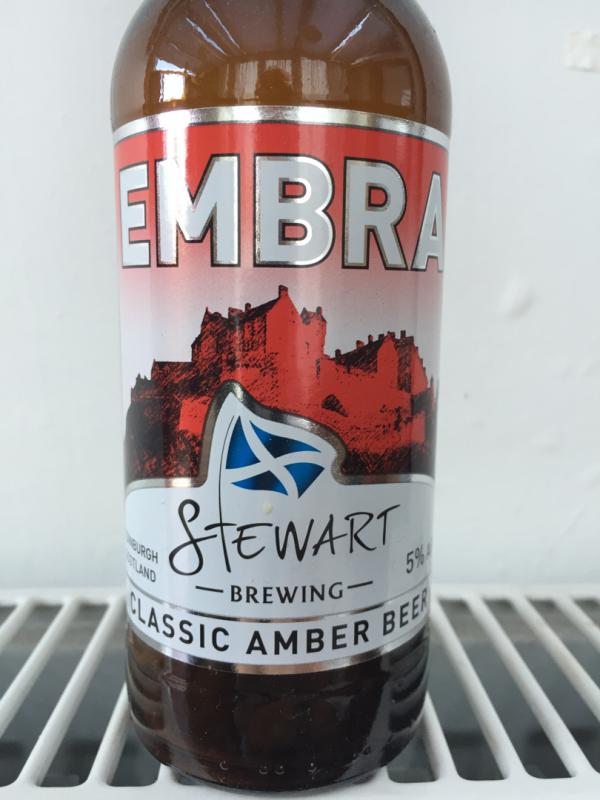 EMBRA
STEWART
5%
BREWING
CLASSIC AMBER BEER